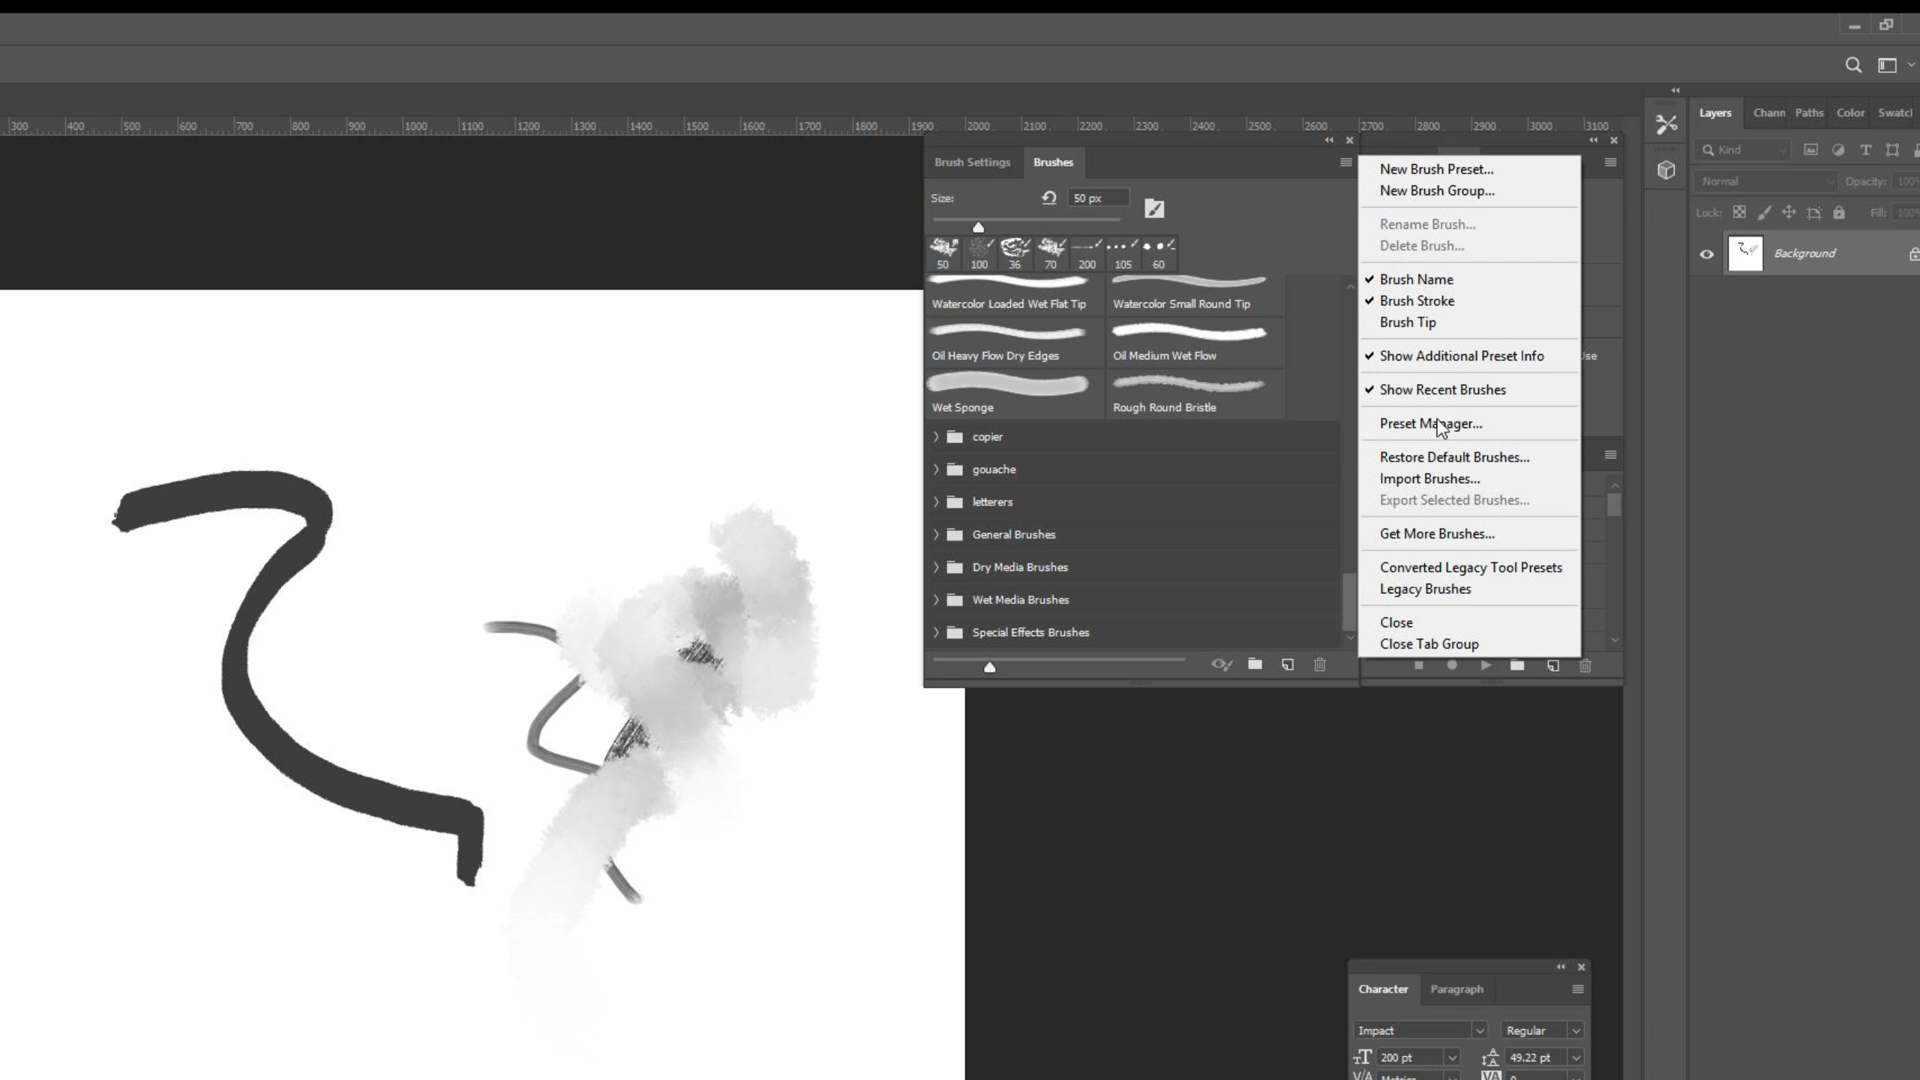 300 400 500 600 700 800 900 1000 1100 1200 1300 1400 1500 1600 1700 1800 1900 2000 2100 2200 2300 2400 2500 2600 2700 2800 2900 3000 3100
Layers Chann Paths Color Swatcl
Brush Settings Brushes
Kind
Normal Opacity: 100%
Lock: Fill: 100%
Background
Size: 50 px
50 100 36 70 200 105 60
Watercolor Loaded Wet Flat Tip Watercolor Small Round Tip
Oil Heavy Flow Dry Edges Oil Medium Wet Flow
Wet Sponge Rough Round Bristle
copier
gouache
letterers
General Brushes
Dry Media Brushes
Wet Media Brushes
Special Effects Brushes
New Brush Preset...
New Brush Group...
Rename Brush...
Delete Brush...
Brush Name
Brush Stroke
Brush Tip
Show Additional Preset Info
Show Recent Brushes
Preset Manager...
Restore Default Brushes...
Import Brushes...
Export Selected Brushes...
Get More Brushes...
Converted Legacy Tool Presets
Legacy Brushes
Close
Close Tab Group
Character Paragraph
Impact Regular
200 pt 49.22 pt